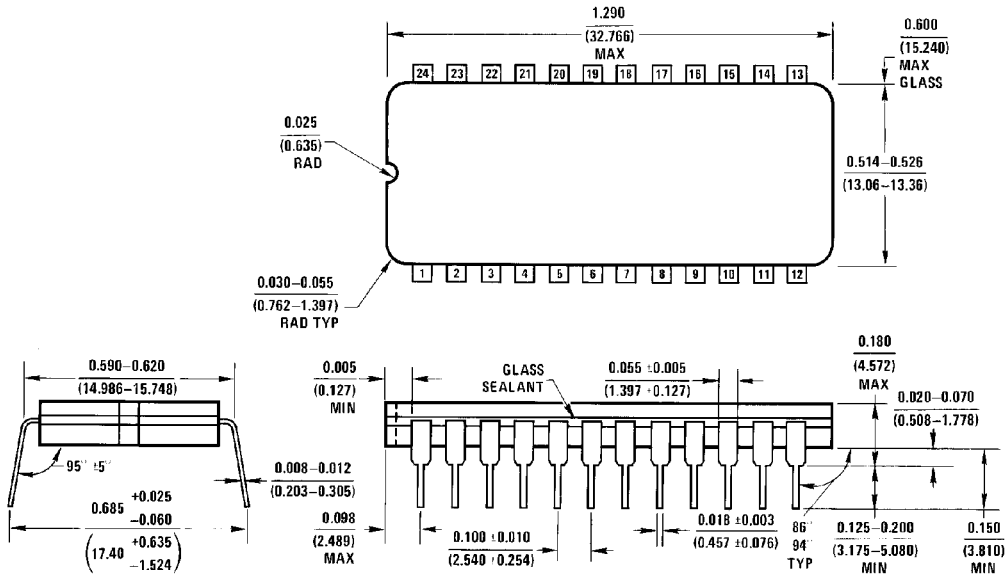 1.290
(32.766)
MAX
0.600
(15.240)
MAX
GLASS
24 23 22 21 20 19 18 17 16 15 14 13
0.025
(0.635)
RAD
0.514–0.526
(13.06–13.36)
1 2 3 4 5 6 7 8 9 10 11 12
0.030–0.055
(0.762–1.397)
RAD TYP
0.590–0.620
(14.986–15.748)
0.005
(0.127)
MIN
GLASS
SEALANT
0.055 ±0.005
(1.397 ±0.127)
0.180
(4.572)
MAX
0.020–0.070
(0.508–1.778)
95° ±5°
0.008–0.012
(0.203–0.305)
0.685 +0.025
–0.060
(17.40 +0.635
–1.524)
0.098
(2.489)
MAX
0.100 ±0.010
(2.540 ±0.254)
0.018 ±0.003
(0.457 ±0.076)
86°
94°
TYP
0.125–0.200
(3.175–5.080)
MIN
0.150
(3.810)
MIN